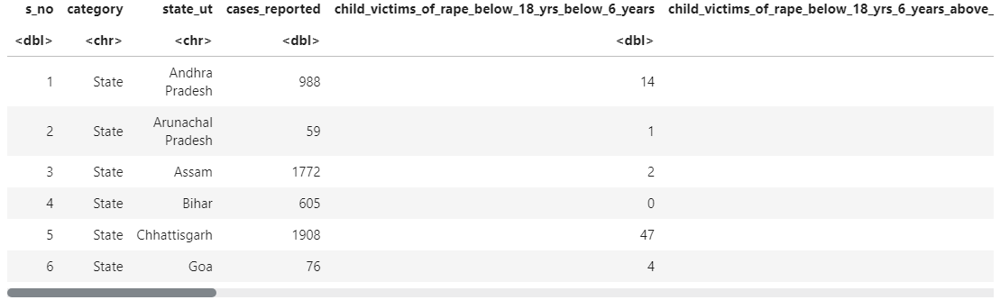 s_no category state_ut cases_reported child_victims_of_rape_below_18_yrs_below_6_years child_victims_of_rape_below_18_yrs_6_years_above_
<dbl> <chr> <chr> <dbl> <dbl>
1 State Andhra Pradesh 988 14
2 State Arunachal Pradesh 59 1
3 State Assam 1772 2
4 State Bihar 605 0
5 State Chhattisgarh 1908 47
6 State Goa 76 4